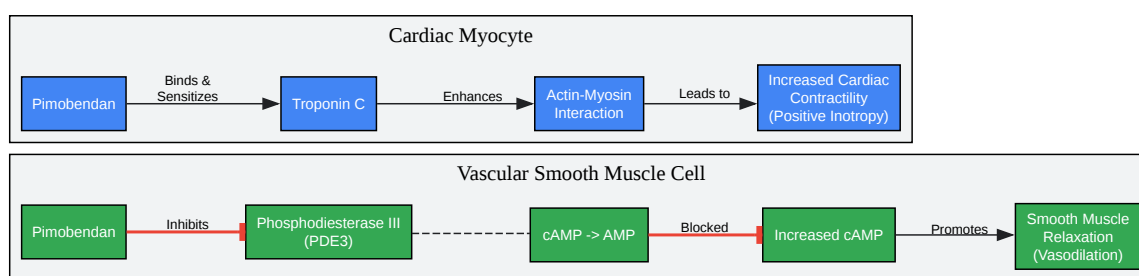 Cardiac Myocyte
Pimobendan
Binds &
Sensitizes
Troponin C
Enhances
Actin-Myosin
Interaction
Leads to
Increased Cardiac
Contractility
(Positive Inotropy)
Vascular Smooth Muscle Cell
Pimobendan
Inhibits
Phosphodiesterase III
(PDE3)
cAMP -> AMP
Blocked
Increased cAMP
Promotes
Smooth Muscle
Relaxation
(Vasodilation)